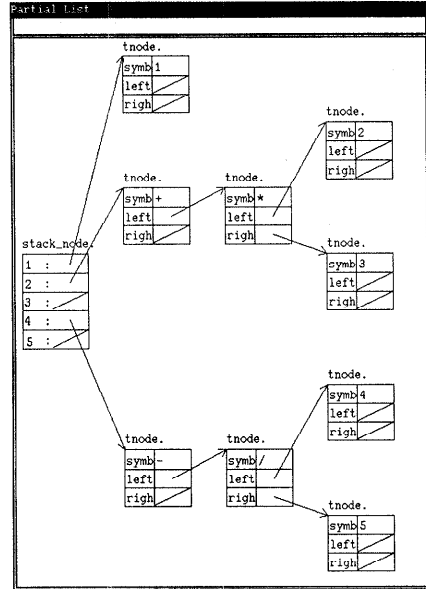 Partial List
tnode.
symb 1
left
righ
tnode.
symb 2
left
righ
tnode.
symb +
left
righ
tnode.
symb *
left
righ
stack_node.
1 :
2 :
3 :
4 :
5 :
tnode.
symb 3
left
righ
tnode.
symb 4
left
righ
tnode.
symb -
left
righ
tnode.
symb /
left
righ
tnode.
symb 5
left
righ